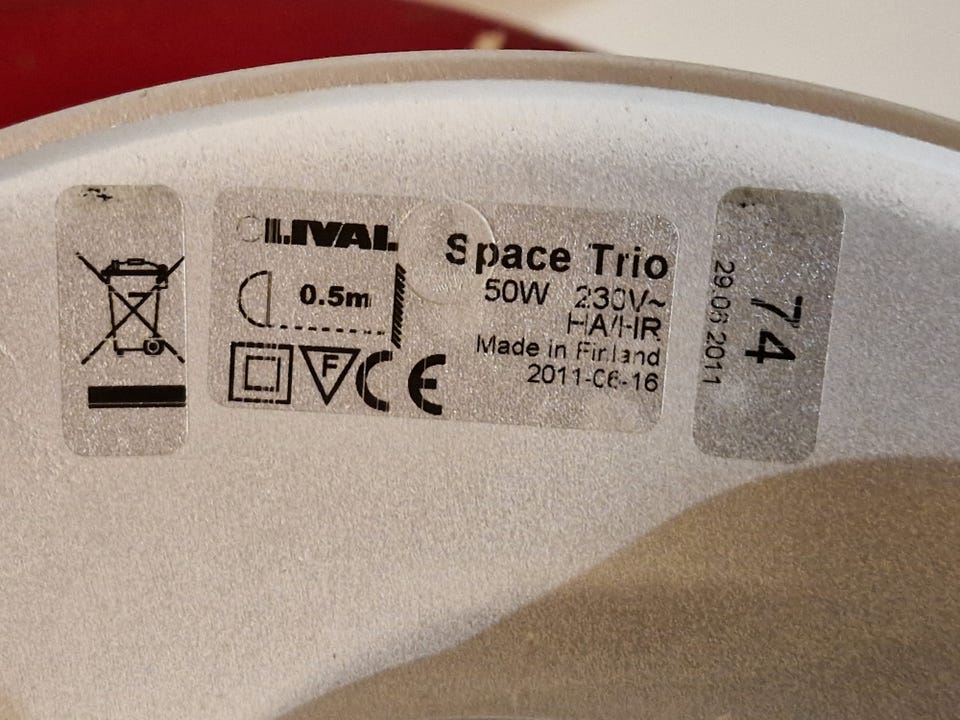 LIVAL
Space Trio
0.5m
50W 230V~
HA/HR
Made in Finland
2011-06-16
F
CE
74
29.06.2011